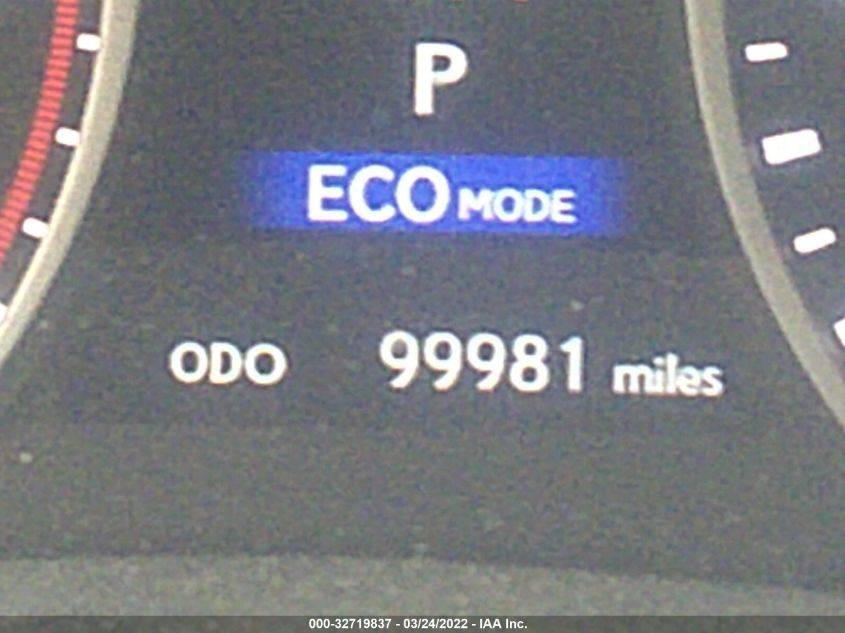 P
ECO MODE
ODO 99981 miles
000-32719837 - 03/24/2022 - IAA Inc.